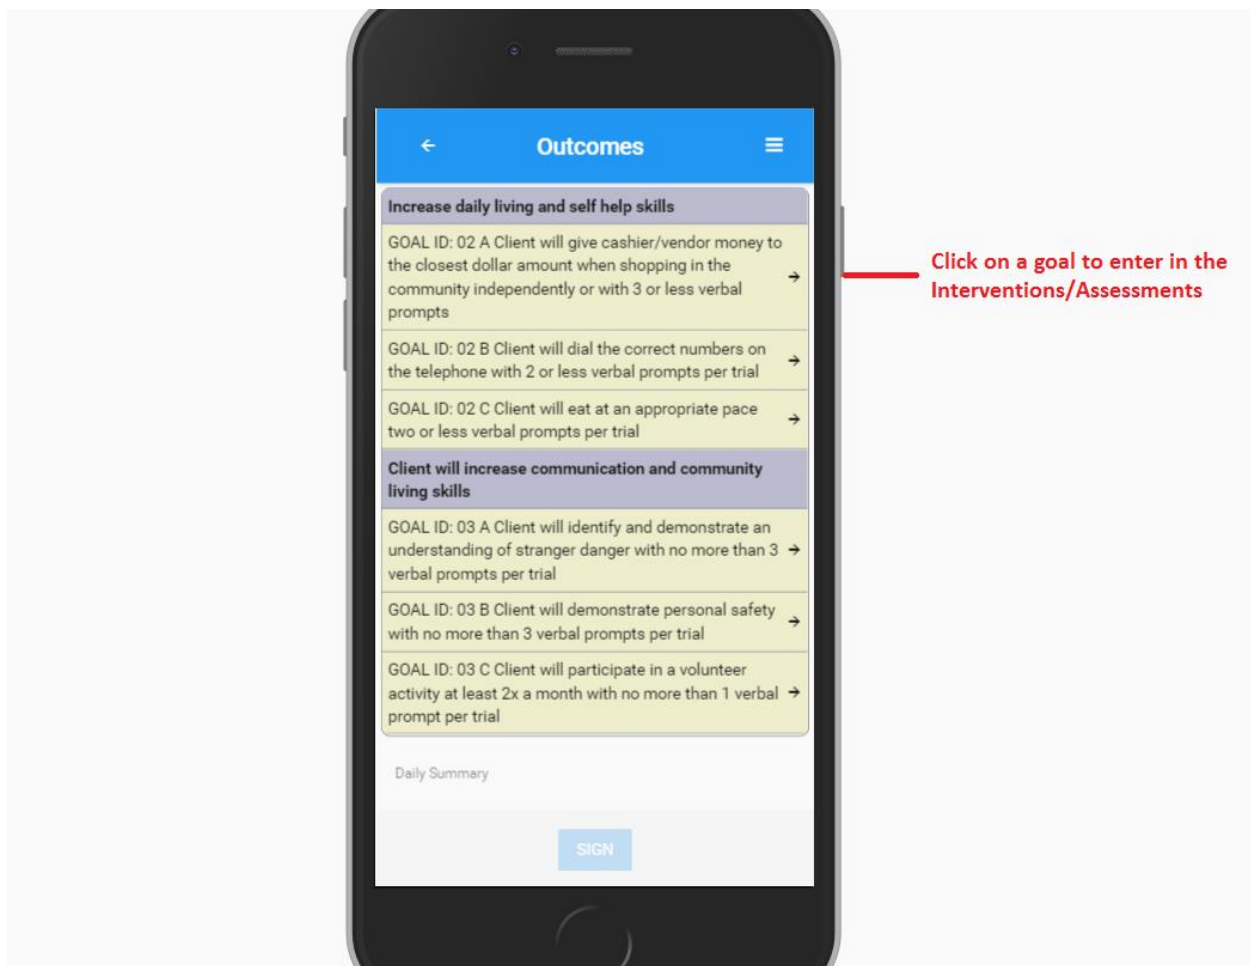 Outcomes
Increase daily living and self help skills
GOAL ID: 02 A Client will give cashier/vendor money to
the closest dollar amount when shopping in the
community independently or with 3 or less verbal
prompts
GOAL ID: 02 B Client will dial the correct numbers on
the telephone with 2 or less verbal prompts per trial
GOAL ID: 02 C Client will eat at an appropriate pace
two or less verbal prompts per trial
Client will increase communication and community
living skills
GOAL ID: 03 A Client will identify and demonstrate an
understanding of stranger danger with no more than 3
verbal prompts per trial
GOAL ID: 03 B Client will demonstrate personal safety
with no more than 3 verbal prompts per trial
GOAL ID: 03 C Client will participate in a volunteer
activity at least 2x a month with no more than 1 verbal
prompt per trial
Daily Summary
SIGN
Click on a goal to enter in the
Interventions/Assessments